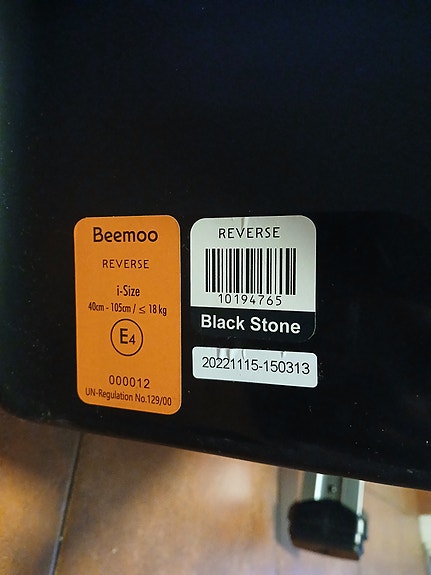 Beemoo
REVERSE
i-Size
40cm - 105cm / ≤ 18 kg
E4
000012
UN-Regulation No.129/00
REVERSE
10194765
Black Stone
20221115-150313